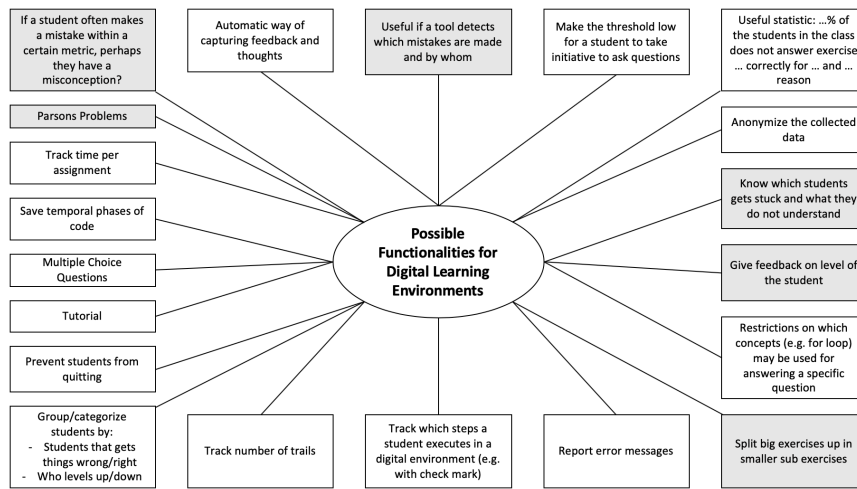 If a student often makes
a mistake within a
certain metric, perhaps
they have a
misconception?
Automatic way of
capturing feedback and
thoughts
Useful if a tool detects
which mistakes are made
and by whom
Make the threshold low
for a student to take
initiative to ask questions
Useful statistic: ...% of
the students in the class
does not answer exercise
... correctly for ... and ...
reason
Parsons Problems
Anonymize the collected
data
Track time per
assignment
Know which students
gets stuck and what they
do not understand
Save temporal phases of
code
Possible
Functionalities for
Digital Learning
Environments
Multiple Choice
Questions
Give feedback on level of
the student
Tutorial
Restrictions on which
concepts (e.g. for loop)
may be used for
answering a specific
question
Prevent students from
quitting
Group/categorize
students by:
- Students that gets
things wrong/right
- Who levels up/down
Track number of trails
Track which steps a
student executes in a
digital environment (e.g.
with check mark)
Report error messages
Split big exercises up in
smaller sub exercises